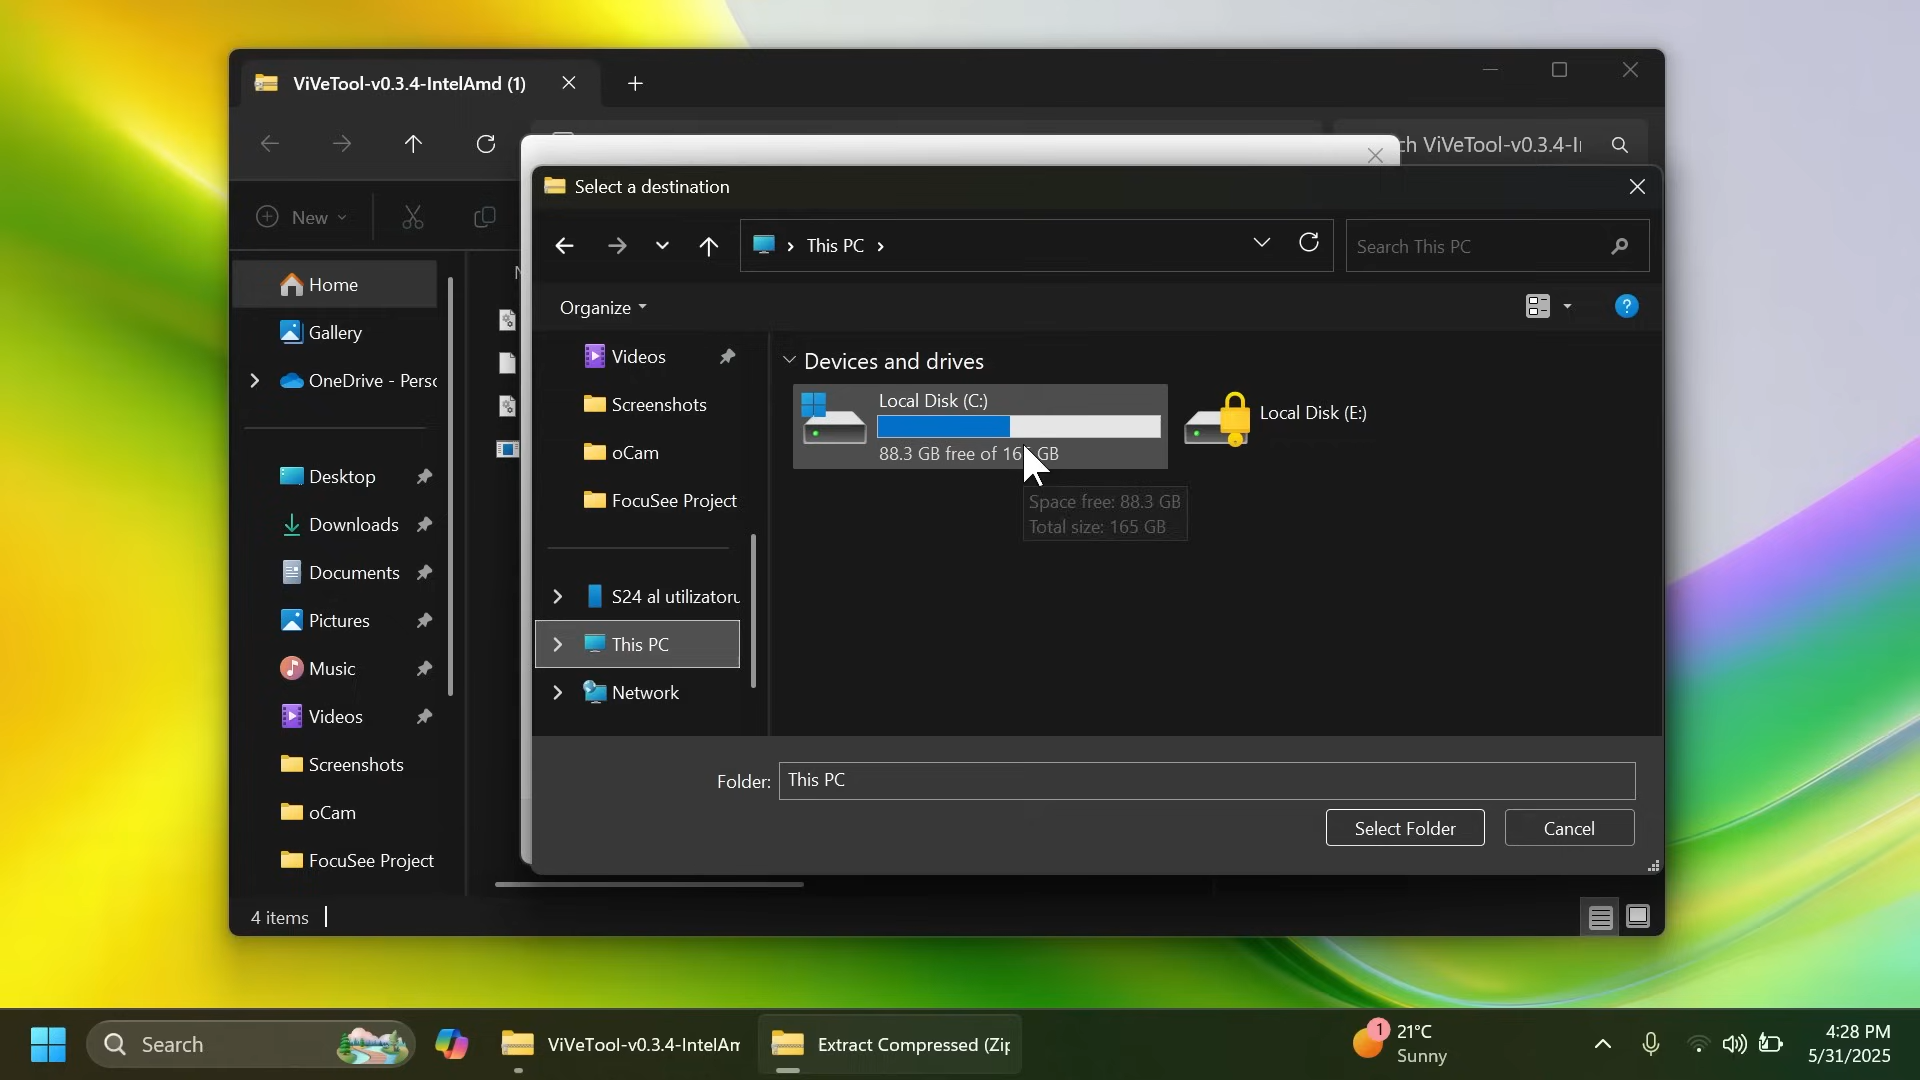 ViVeTool-v0.3.4-IntelAmd (1)
ch ViVeTool-v0.3.4-I
New
Home
Gallery
OneDrive - Perso
Desktop
Downloads
Documents
Pictures
Music
Videos
Screenshots
oCam
FocuSee Project
4 items
Select a destination
This PC
Search This PC
Organize
Videos
Screenshots
oCam
FocuSee Project
S24 al utilizatoru
This PC
Network
Devices and drives
Local Disk (C:)
88.3 GB free of 165 GB
Local Disk (E:)
Space free: 88.3 GB
Total size: 165 GB
Folder: This PC
Select Folder
Cancel
Search
ViVeTool-v0.3.4-IntelAm
Extract Compressed (Zip
1
21°C
Sunny
4:28 PM
5/31/2025